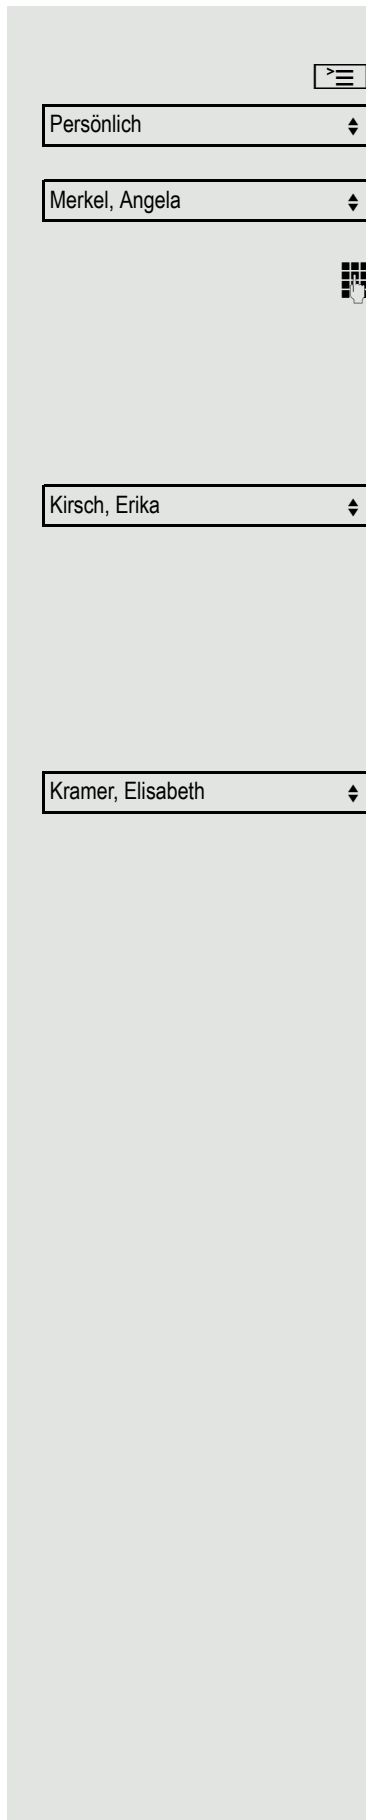 Persönlich
Merkel, Angela
Kirsch, Erika
Kramer, Elisabeth